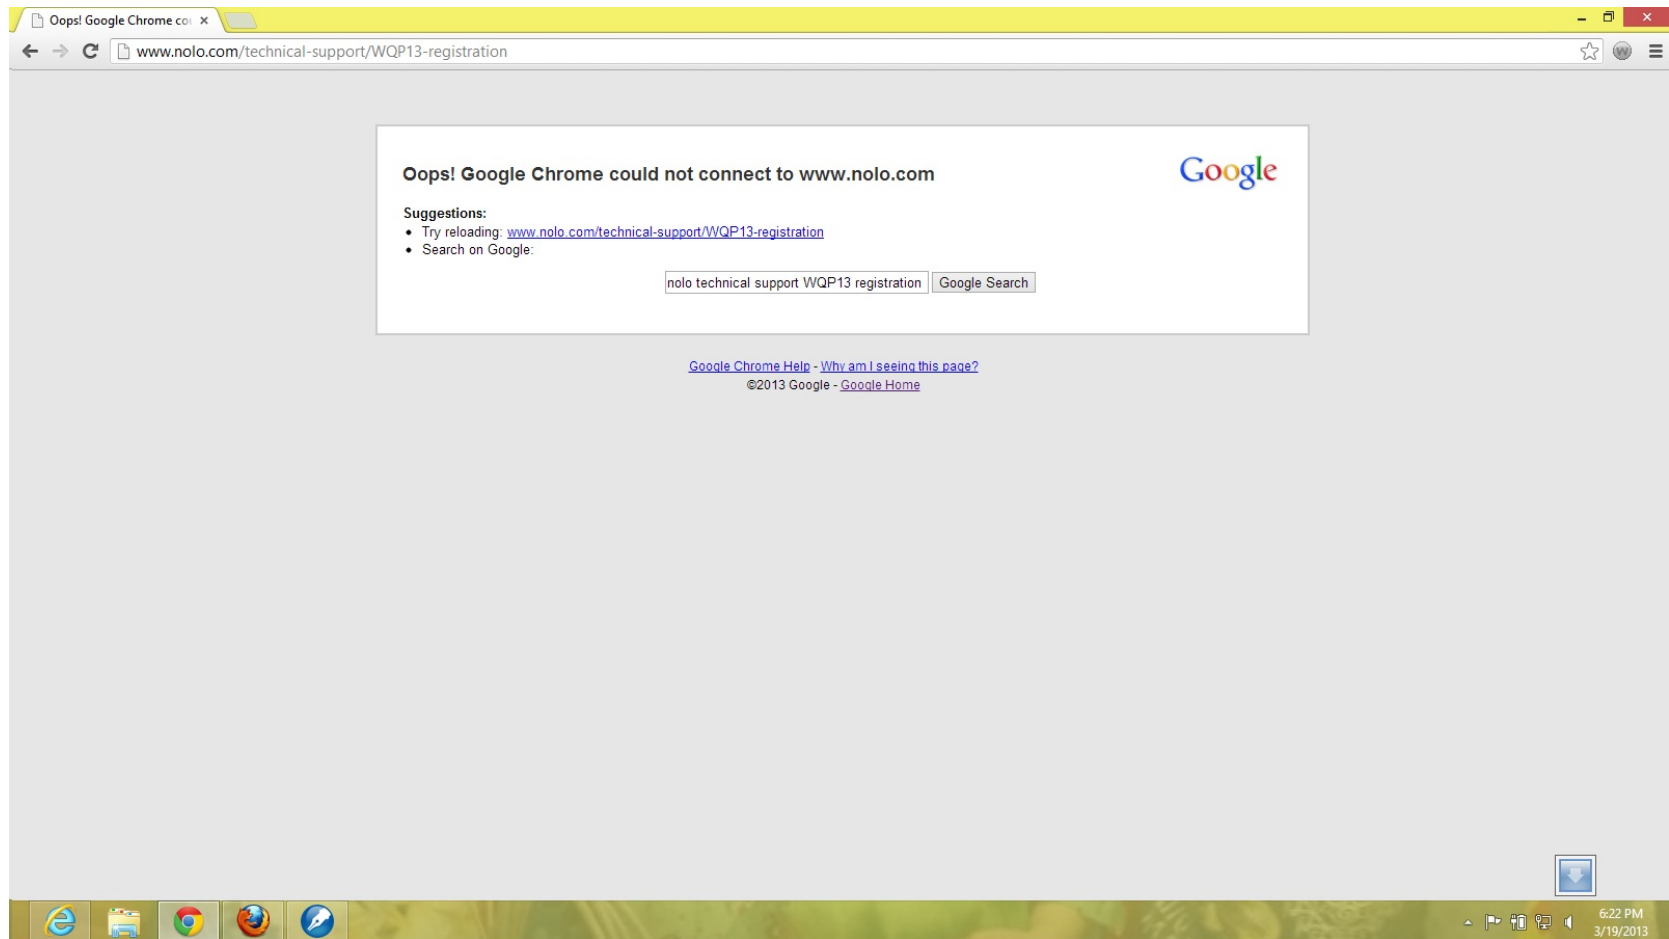 Oops! Google Chrome cou
www.nolo.com/technical-support/WQP13-registration
Oops! Google Chrome could not connect to www.nolo.com
Google
Suggestions:
Try reloading: www.nolo.com/technical-support/WQP13-registration
Search on Google:
nolo technical support WQP13 registration Google Search
Google Chrome Help - Why am I seeing this page?
©2013 Google - Google Home
6:22 PM
3/19/2013